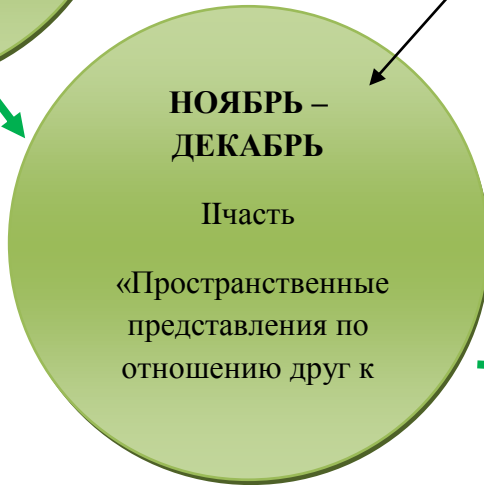 НОЯБРЬ –
ДЕКАБРЬ
IIчасть
«Пространственные
представления по
отношению друг к